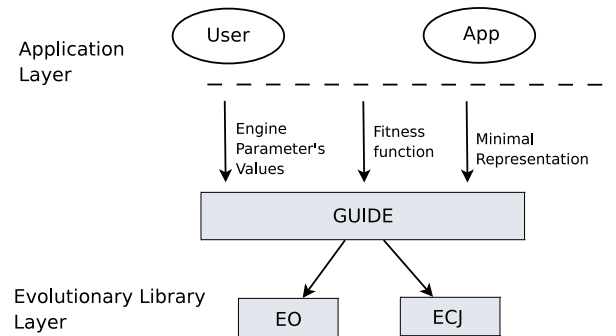 User
App
Application
Layer
Engine
Parameter's
Values
Fitness
function
Minimal
Representation
GUIDE
Evolutionary Library
Layer
EO
ECJ